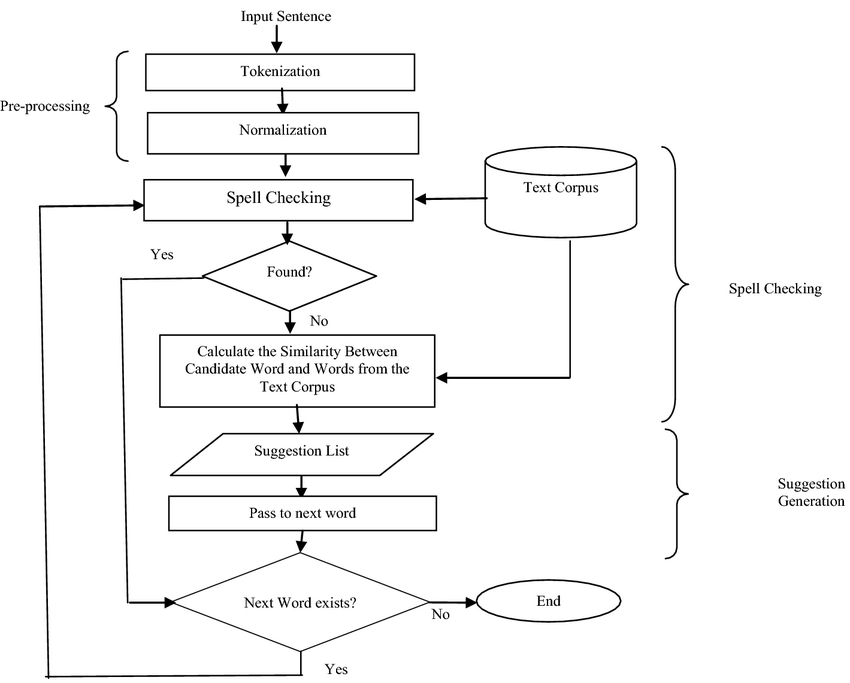 Input Sentence
Tokenization
Pre-processing
Normalization
Text Corpus
Spell Checking
Yes
Found?
Spell Checking
No
Calculate the Similarity Between
Candidate Word and Words from the
Text Corpus
Suggestion List
Suggestion
Generation
Pass to next word
Next Word exists?
End
No
Yes